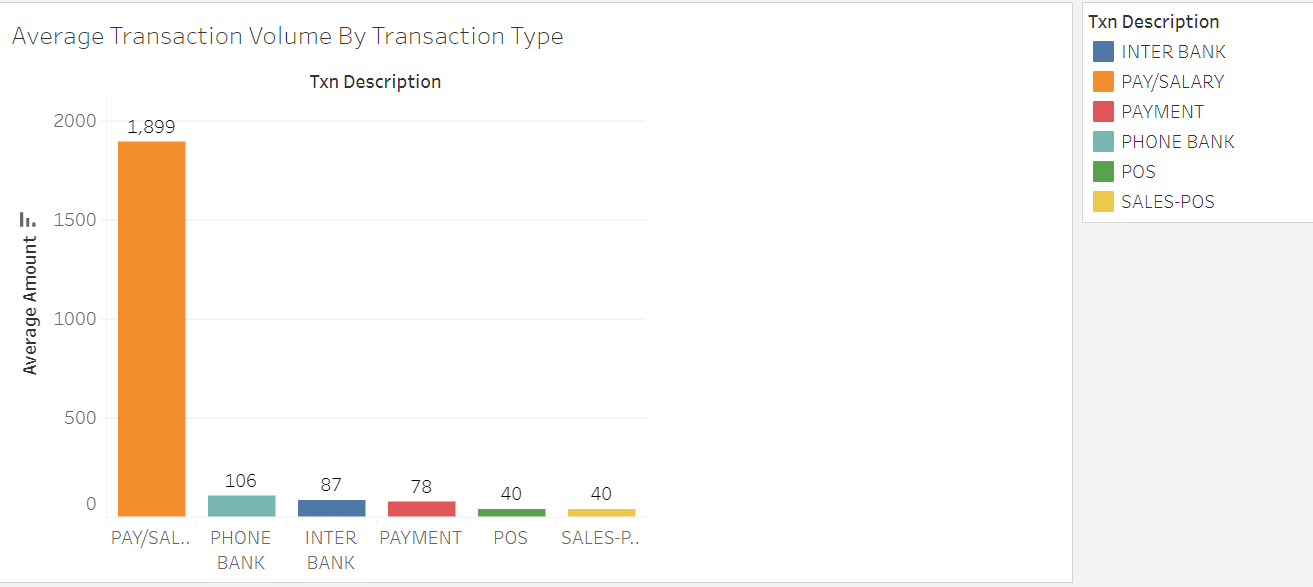 Average Transaction Volume By Transaction Type
Txn Description
Average Amount
2000
1500
1000
500
0
1,899
106
87
78
40
40
PAY/SAL..
PHONE
BANK
INTER
BANK
PAYMENT
POS
SALES-P..
Txn Description
INTER BANK
PAY/SALARY
PAYMENT
PHONE BANK
POS
SALES-POS